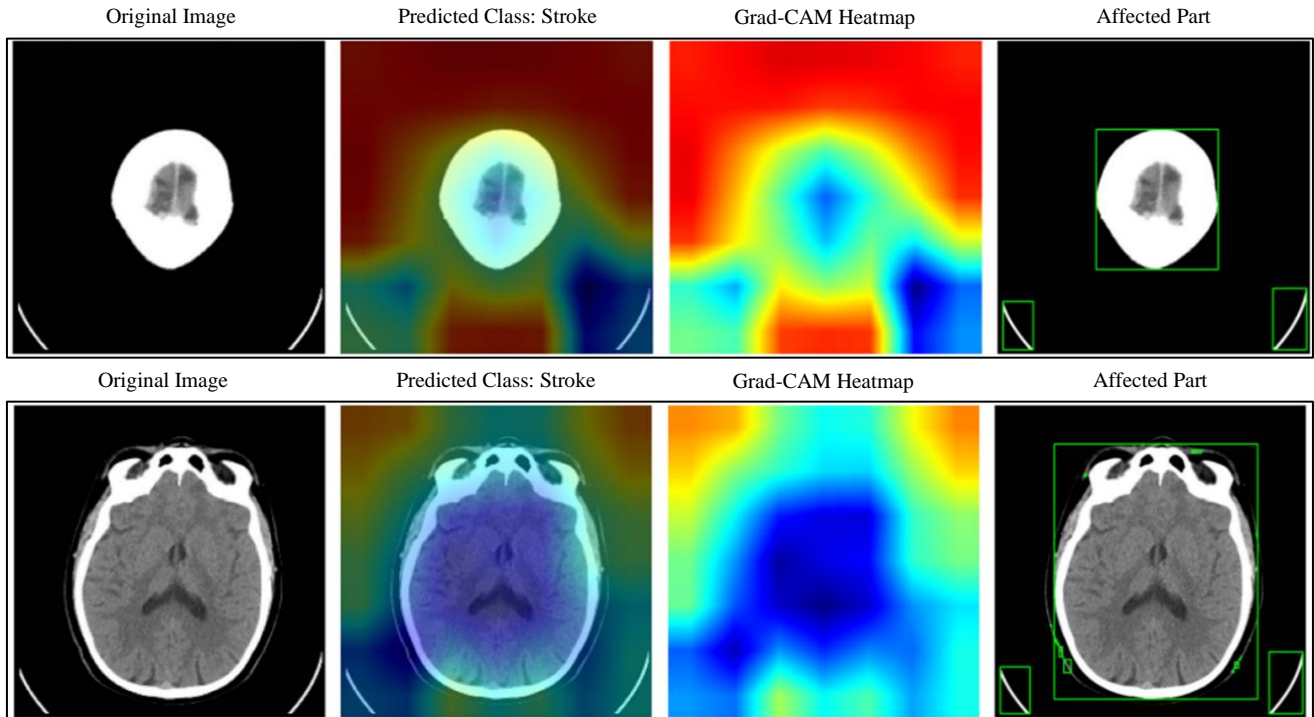 Original Image
Predicted Class: Stroke
Grad-CAM Heatmap
Affected Part
Original Image
Predicted Class: Stroke
Grad-CAM Heatmap
Affected Part